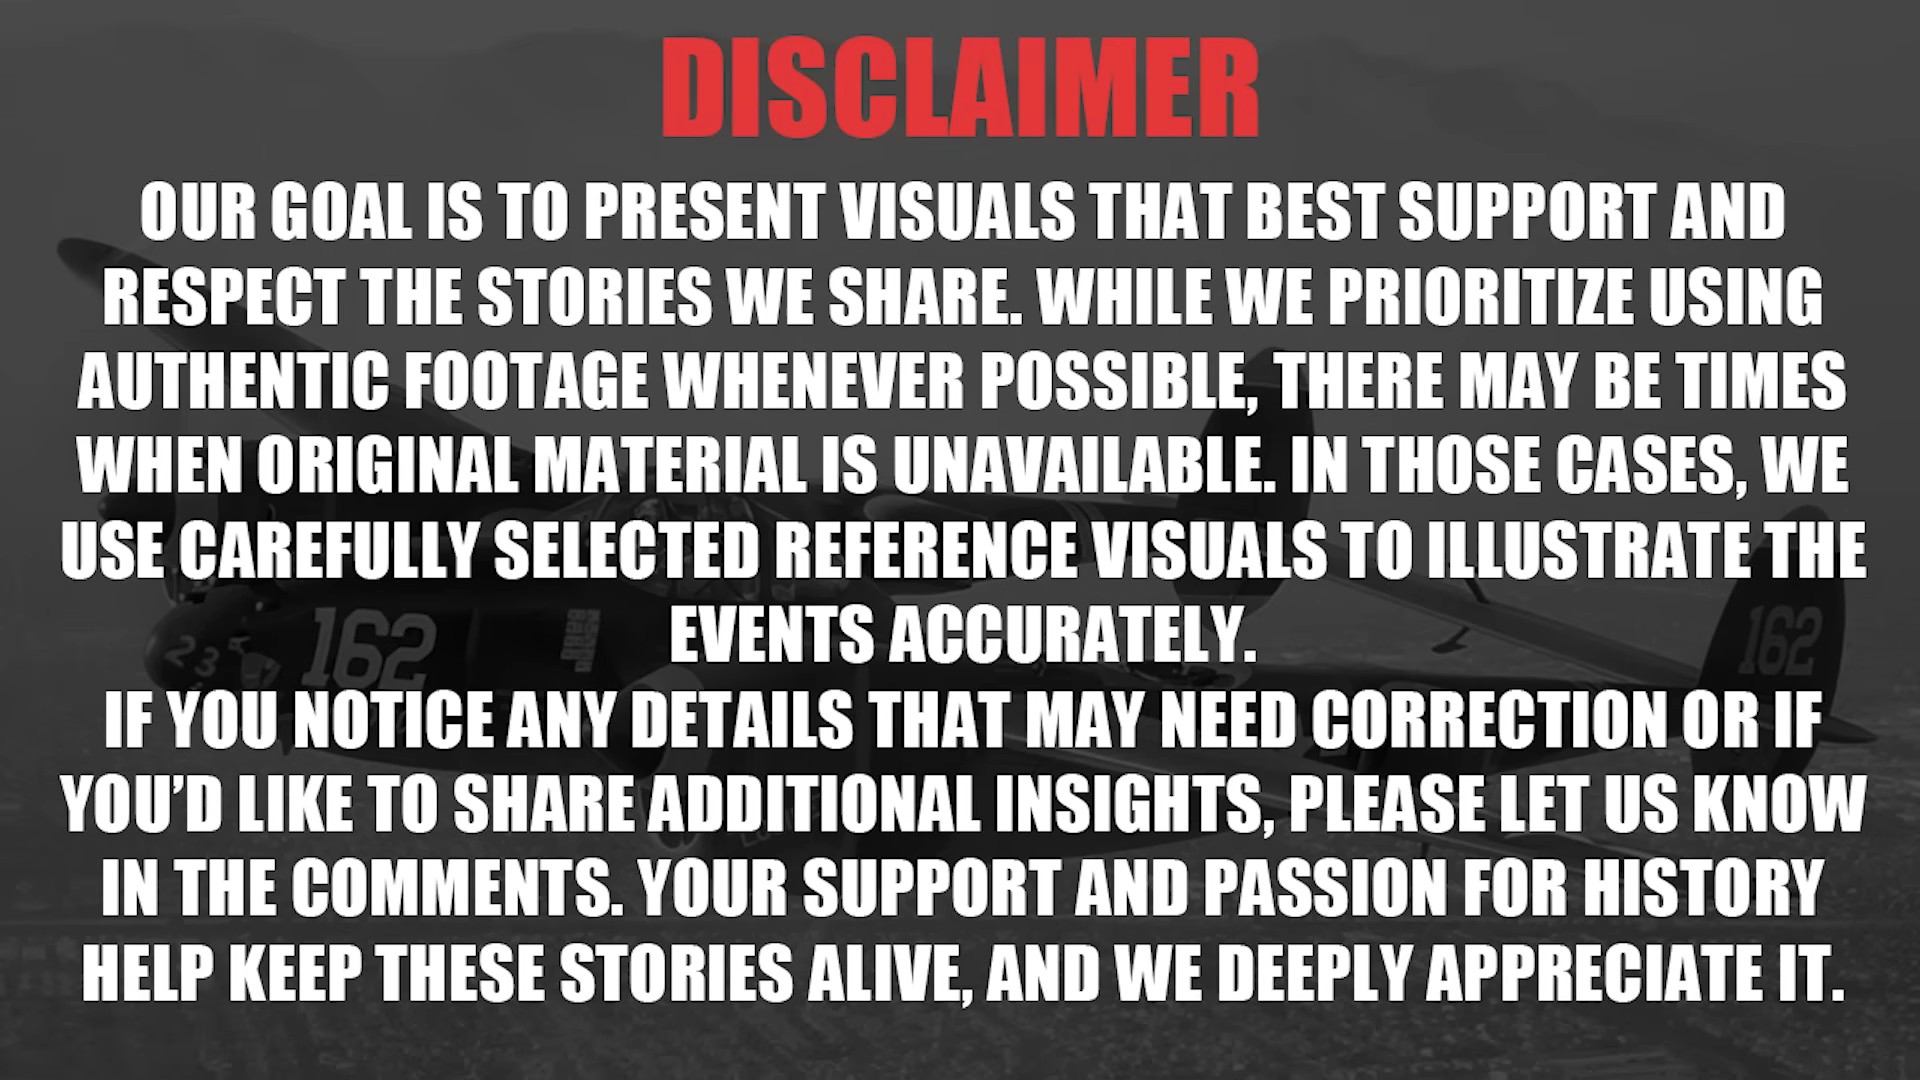 DISCLAIMER
OUR GOAL IS TO PRESENT VISUALS THAT BEST SUPPORT AND
RESPECT THE STORIES WE SHARE. WHILE WE PRIORITIZE USING
AUTHENTIC FOOTAGE WHENEVER POSSIBLE, THERE MAY BE TIMES
WHEN ORIGINAL MATERIAL IS UNAVAILABLE. IN THOSE CASES, WE
USE CAREFULLY SELECTED REFERENCE VISUALS TO ILLUSTRATE THE
EVENTS ACCURATELY.
IF YOU NOTICE ANY DETAILS THAT MAY NEED CORRECTION OR IF
YOU'D LIKE TO SHARE ADDITIONAL INSIGHTS, PLEASE LET US KNOW
IN THE COMMENTS. YOUR SUPPORT AND PASSION FOR HISTORY
HELP KEEP THESE STORIES ALIVE, AND WE DEEPLY APPRECIATE IT.
23
162
162